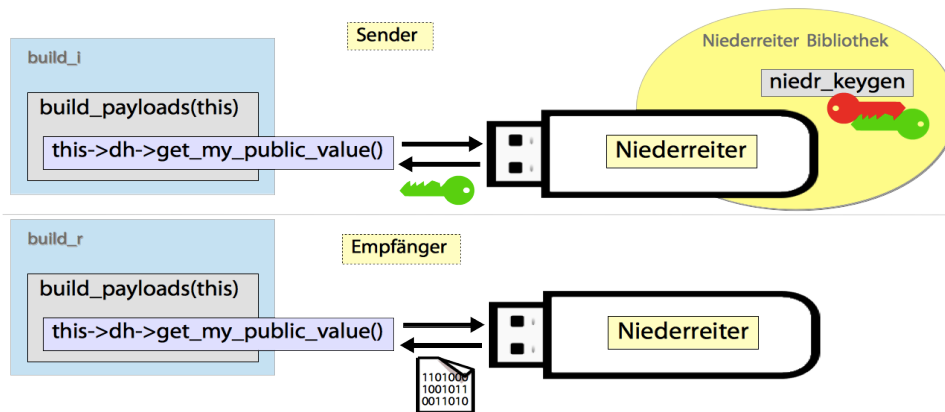 Sender
build_i
Niederreiter Bibliothek
niedr_keygen
build_payloads(this)
this->dh->get_my_public_value()
Niederreiter
build_r
Empfänger
build_payloads(this)
this->dh->get_my_public_value()
Niederreiter
1101000
1001011
0011010